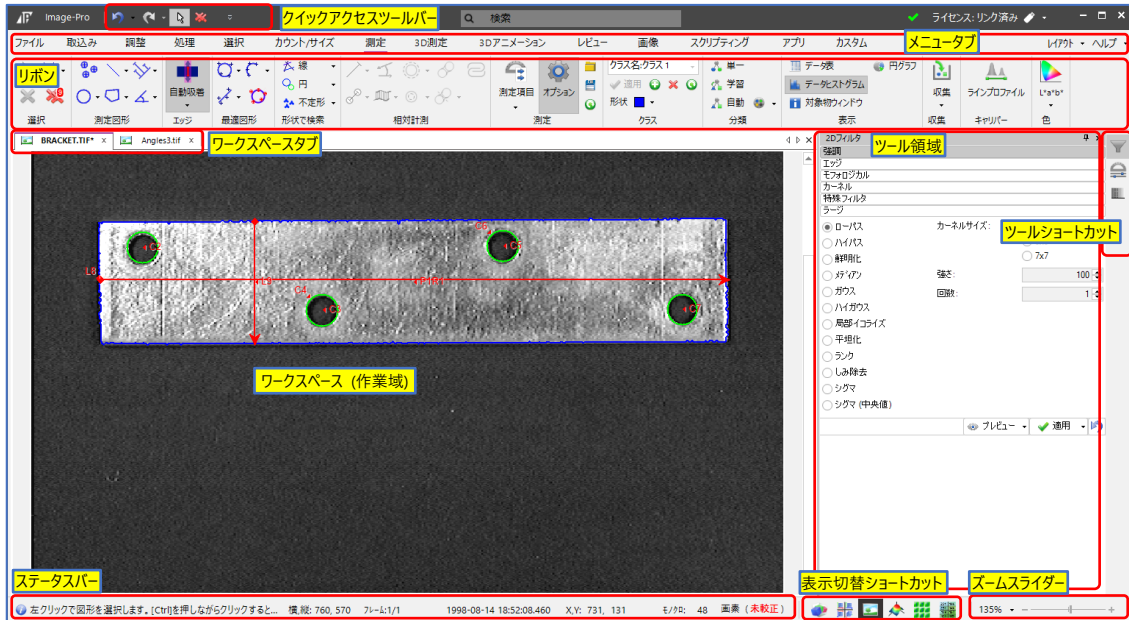 Image-Pro
クイックアクセスツールバー
検索
ライセンス: リンク済み
ファイル 取込み 調整 処理 選択 カウント/サイズ 測定 3D測定 3Dアニメーション レビュー 画像 スクリプティング アプリ カスタム
メニュータブ
レイアウト ヘルプ
リボン
自動吸着
線
円
不定形
測定項目
オプション
クラス名:クラス 1
適用
形状
単一
学習
自動
データ表
円グラフ
データヒストグラム
対象物ウィンドウ
収集
ラインプロファイル
L*a*b*
選択 測定図形 エッジ 最適図形 形状で検索 相対計測 測定 クラス 分類 表示 収集 キャリパー 色
BRACKET.TIF* x
Angles3.tif x
ワークスペースタブ
2Dフィルタ
ツール領域
強調
エッジ
モフォロジカル
カーネル
特殊フィルタ
ラージ
ローパス
カーネルサイズ:
ツールショートカット
ハイパス
鮮明化
7x7
メディアン
強さ:
100
ガウス
回数:
1
ハイガウス
局部イコライズ
平坦化
ランク
しみ除去
シグマ
シグマ (中央値)
プレビュー
適用
C6
C5
L8
L9
C4
C3
ワークスペース (作業域)
ステータスバー
表示切替ショートカット
ズームスライダー
左クリックで図形を選択します。[Ctrl]を押しながらクリックすると...
横,縦: 760, 570
フレーム:1/1
1998-08-14 18:52:08.460
X,Y: 731, 131
モノクロ: 48
画素 (未較正)
135%